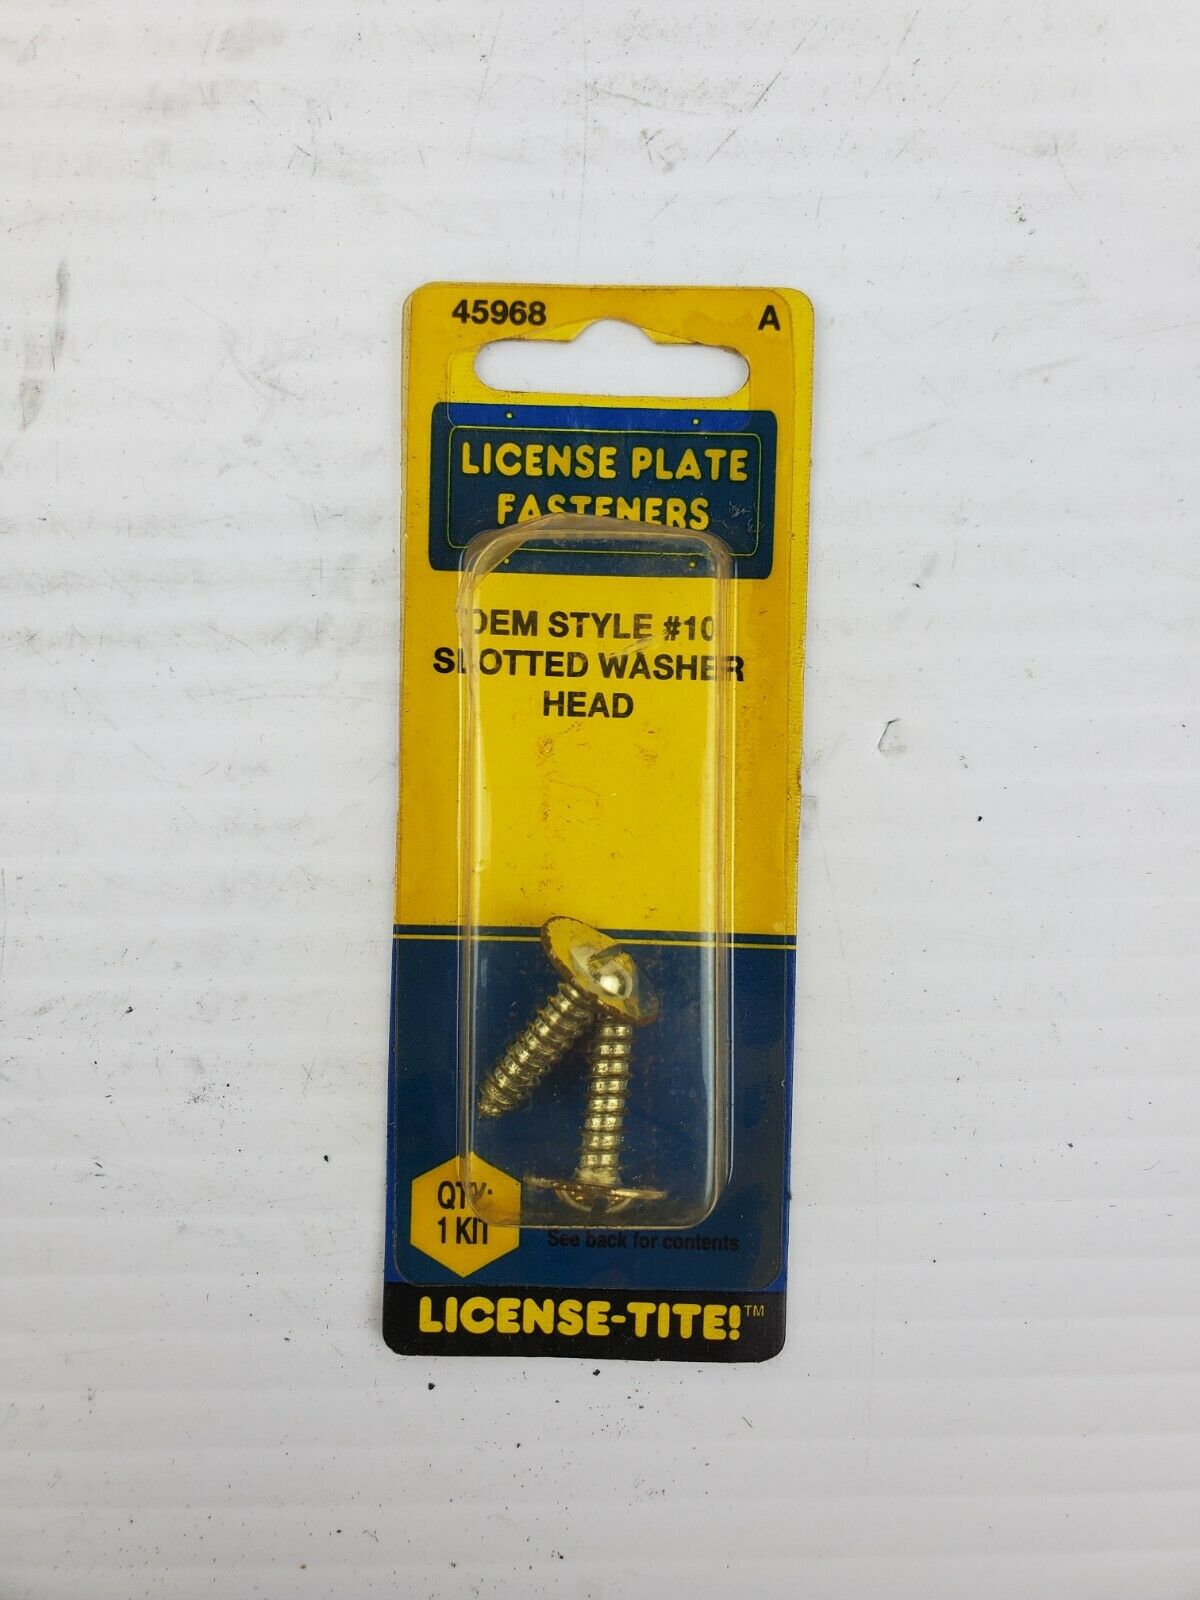 45968 A
LICENSE PLATE
FASTENERS
OEM STYLE #10
SLOTTED WASHER
HEAD
QTY:
1 KIT
See back for contents
LICENSE-TITE!™